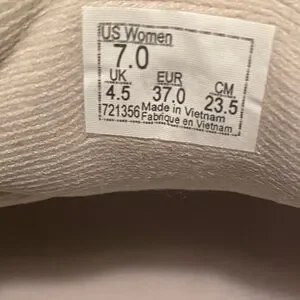 US Women
7.0
UK EUR CM
4.5 37.0 23.5
721356 Made in Vietnam
Fabrique en Vietnam